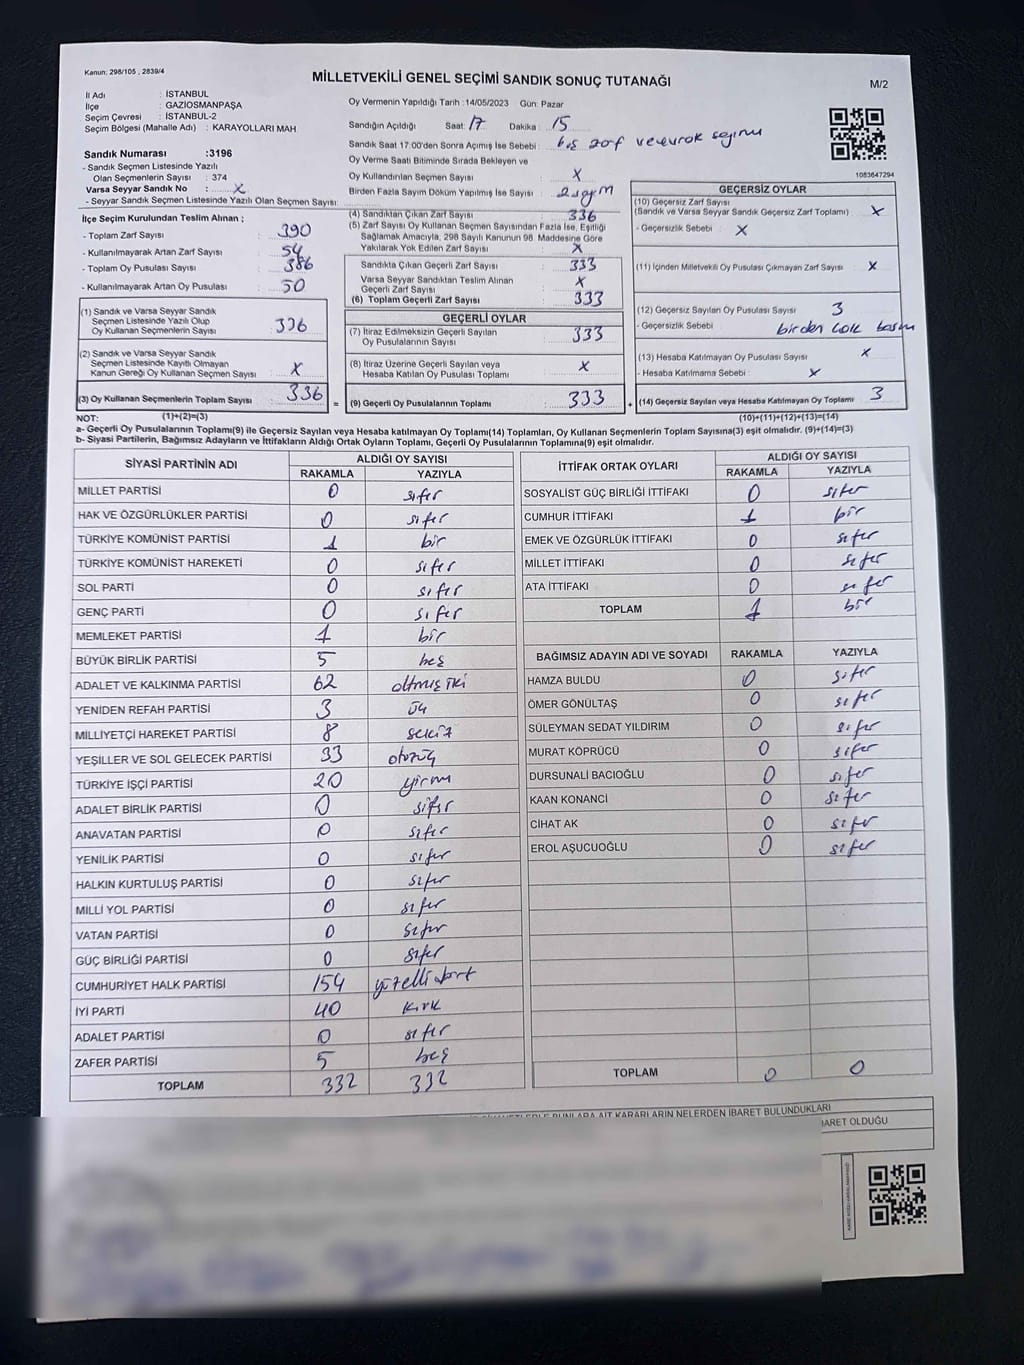 Kanun: 298/105 , 2839/4
MİLLETVEKİLİ GENEL SEÇİMİ SANDIK SONUÇ TUTANAĞI
M/2
İl Adı : İSTANBUL
İlçe : GAZİOSMANPAŞA
Seçim Çevresi : İSTANBUL-2
Seçim Bölgesi (Mahalle Adı) : KARAYOLLARI MAH
Sandık Numarası :3196
- Sandık Seçmen Listesinde Yazılı
Olan Seçmenlerin Sayısı : 374
Varsa Seyyar Sandık No : X
- Seyyar Sandık Seçmen Listesinde Yazılı Olan Seçmen Sayısı:
Oy Vermenin Yapıldığı Tarih :14/05/2023 Gün: Pazar
Sandığın Açıldığı Saat: 17 Dakika : 15
Sandık Saat 17:00'den Sonra Açımış İse Sebebi : boş zarf ve evrak sayımı
Oy Verme Saati Bitiminde Sırada Bekleyen ve
Oy Kullandırılan Seçmen Sayısı : X
Birden Fazla Sayım Döküm Yapılmış İse Sayısı : 2 sayım
1083647294
İlçe Seçim Kurulundan Teslim Alınan ;
- Toplam Zarf Sayısı : 390
- Kullanılmayarak Artan Zarf Sayısı : 54
- Toplam Oy Pusulası Sayısı : 386
- Kullanılmayarak Artan Oy Pusulası : 50
(1) Sandık ve Varsa Seyyar Sandık
Seçmen Listesinde Yazılı Olup
Oy Kullanan Seçmenlerin Sayısı : 336
(2) Sandık ve Varsa Seyyar Sandık
Seçmen Listesinde Kayıtlı Olmayan
Kanun Gereği Oy Kullanan Seçmen Sayısı : X
(3) Oy Kullanan Seçmenlerin Toplam Sayısı : 336 =
(4) Sandıktan Çıkan Zarf Sayısı : 336
(5) Zarf Sayısı Oy Kullanan Seçmen Sayısından Fazla İse, Eşitliği
Sağlamak Amacıyla, 298 Sayılı Kanunun 98. Maddesine Göre
Yakılarak Yok Edilen Zarf Sayısı : X
Sandıkta Çıkan Geçerli Zarf Sayısı : 333
Varsa Seyyar Sandıktan Teslim Alınan
Geçerli Zarf Sayısı : X
(6) Toplam Geçerli Zarf Sayısı : 333
GEÇERLİ OYLAR
(7) İtiraz Edilmeksizin Geçerli Sayılan
Oy Pusulalarının Sayısı : 333
(8) İtiraz Üzerine Geçerli Sayılan veya
Hesaba Katılan Oy Pusulası Toplamı : X
(9) Geçerli Oy Pusulalarının Toplamı : 333 +
GEÇERSİZ OYLAR
(10) Geçersiz Zarf Sayısı
(Sandık ve Varsa Seyyar Sandık Geçersiz Zarf Toplamı) : X
- Geçersizlik Sebebi : X
(11) İçinden Milletvekili Oy Pusulası Çıkmayan Zarf Sayısı : X
(12) Geçersiz Sayılan Oy Pusulası Sayısı : 3
- Geçersizlik Sebebi : birden çok basım
(13) Hesaba Katılmayan Oy Pusulası Sayısı : X
- Hesaba Katılmama Sebebi : X
(14) Geçersiz Sayılan veya Hesaba Katılmayan Oy Toplamı : 3
NOT: (1)+(2)=(3) (10)+(11)+(12)+(13)=(14)
a- Geçerli Oy Pusulalarının Toplamı(9) ile Geçersiz Sayılan veya Hesaba katılmayan Oy Toplamı(14) Toplamları, Oy Kullanan Seçmenlerin Toplam Sayısına(3) eşit olmalıdır. (9)+(14)=(3)
b- Siyasi Partilerin, Bağımsız Adayların ve İttifakların Aldığı Ortak Oyların Toplamı, Geçerli Oy Pusulalarının Toplamına(9) eşit olmalıdır.
SİYASİ PARTİNİN ADI ALDIĞI OY SAYISI
RAKAMLA YAZIYLA
MİLLET PARTİSİ 0 sıfır
HAK VE ÖZGÜRLÜKLER PARTİSİ 0 sıfır
TÜRKİYE KOMÜNİST PARTİSİ 1 bir
TÜRKİYE KOMÜNİST HAREKETİ 0 sıfır
SOL PARTİ 0 sıfır
GENÇ PARTİ 0 sıfır
MEMLEKET PARTİSİ 1 bir
BÜYÜK BİRLİK PARTİSİ 5 beş
ADALET VE KALKINMA PARTİSİ 62 altmış iki
YENİDEN REFAH PARTİSİ 3 üç
MİLLİYETÇİ HAREKET PARTİSİ 8 sekiz
YEŞİLLER VE SOL GELECEK PARTİSİ 33 otuzüç
TÜRKİYE İŞÇİ PARTİSİ 20 yirmi
ADALET BİRLİK PARTİSİ 0 sıfır
ANAVATAN PARTİSİ 0 sıfır
YENİLİK PARTİSİ 0 sıfır
HALKIN KURTULUŞ PARTİSİ 0 sıfır
MİLLİ YOL PARTİSİ 0 sıfır
VATAN PARTİSİ 0 sıfır
GÜÇ BİRLİĞİ PARTİSİ 0 sıfır
CUMHURİYET HALK PARTİSİ 154 yüzellidört
İYİ PARTİ 40 kırk
ADALET PARTİSİ 0 sıfır
ZAFER PARTİSİ 5 beş
TOPLAM 332 332
İTTİFAK ORTAK OYLARI ALDIĞI OY SAYISI
RAKAMLA YAZIYLA
SOSYALİST GÜÇ BİRLİĞİ İTTİFAKI 0 sıfır
CUMHUR İTTİFAKI 1 bir
EMEK VE ÖZGÜRLÜK İTTİFAKI 0 sıfır
MİLLET İTTİFAKI 0 sıfır
ATA İTTİFAKI 0 sıfır
TOPLAM 1 bir
BAĞIMSIZ ADAYIN ADI VE SOYADI RAKAMLA YAZIYLA
HAMZA BULDU 0 sıfır
ÖMER GÖNÜLTAŞ 0 sıfır
SÜLEYMAN SEDAT YILDIRIM 0 sıfır
MURAT KÖPRÜCÜ 0 sıfır
DURSUNALİ BACIOĞLU 0 sıfır
KAAN KONANCİ 0 sıfır
CİHAT AK 0 sıfır
EROL AŞUCUOĞLU 0 sıfır
TOPLAM 0 0
BUNLARA AİT KARARLARIN NELERDEN İBARET BULUNDUKLARI
İBARET OLDUĞU